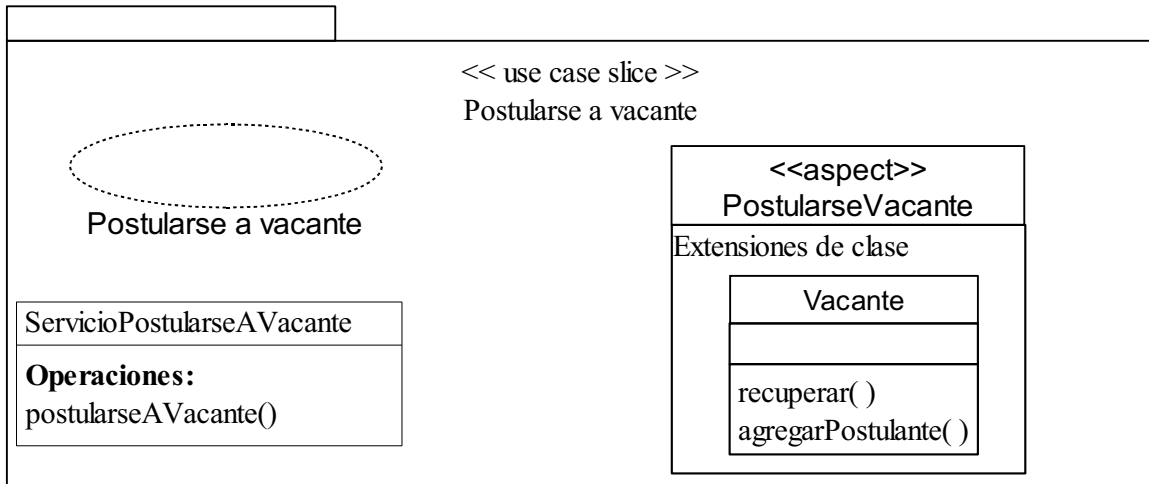 << use case slice >>
Postularse a vacante
Postularse a vacante
<<aspect>>
PostularseVacante
Extensiones de clase
Vacante
recuperar( )
agregarPostulante( )
ServicioPostularseAVacante
Operaciones:
postularseAVacante()